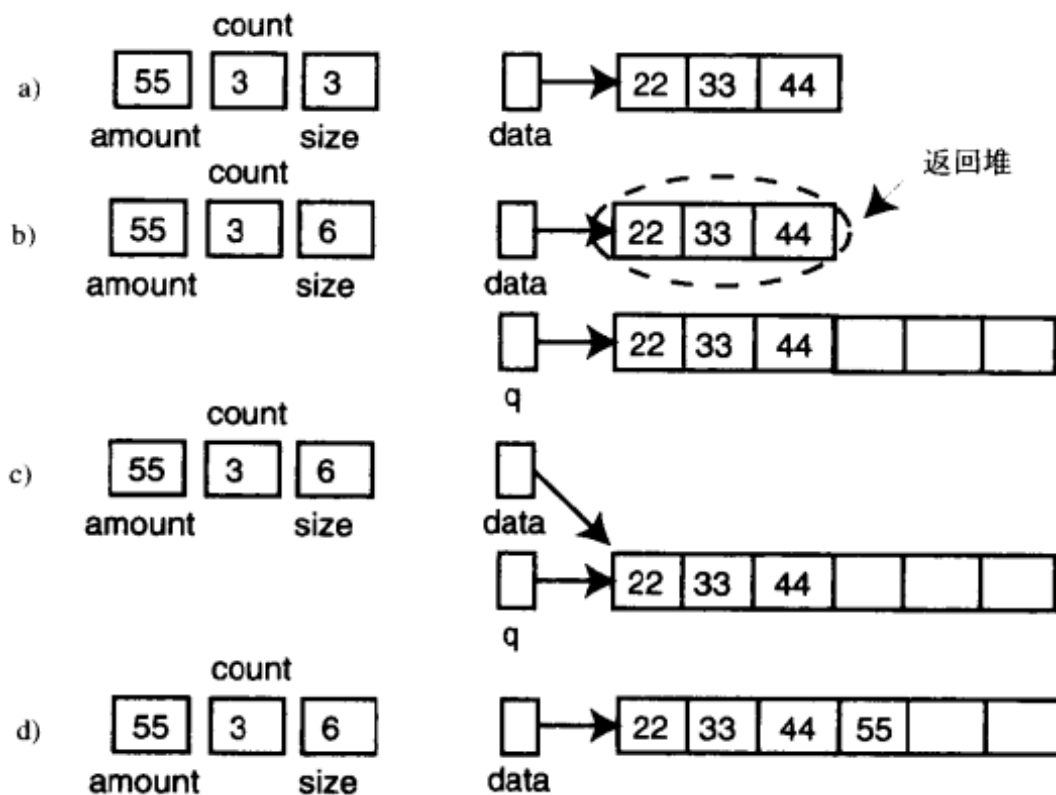 count
a) 55 3 3 22 33 44
amount size data
count 返回堆
b) 55 3 6 22 33 44
amount size data
22 33 44
q
count
c) 55 3 6
amount size data
22 33 44
q
count
d) 55 3 6 22 33 44 55
amount size data